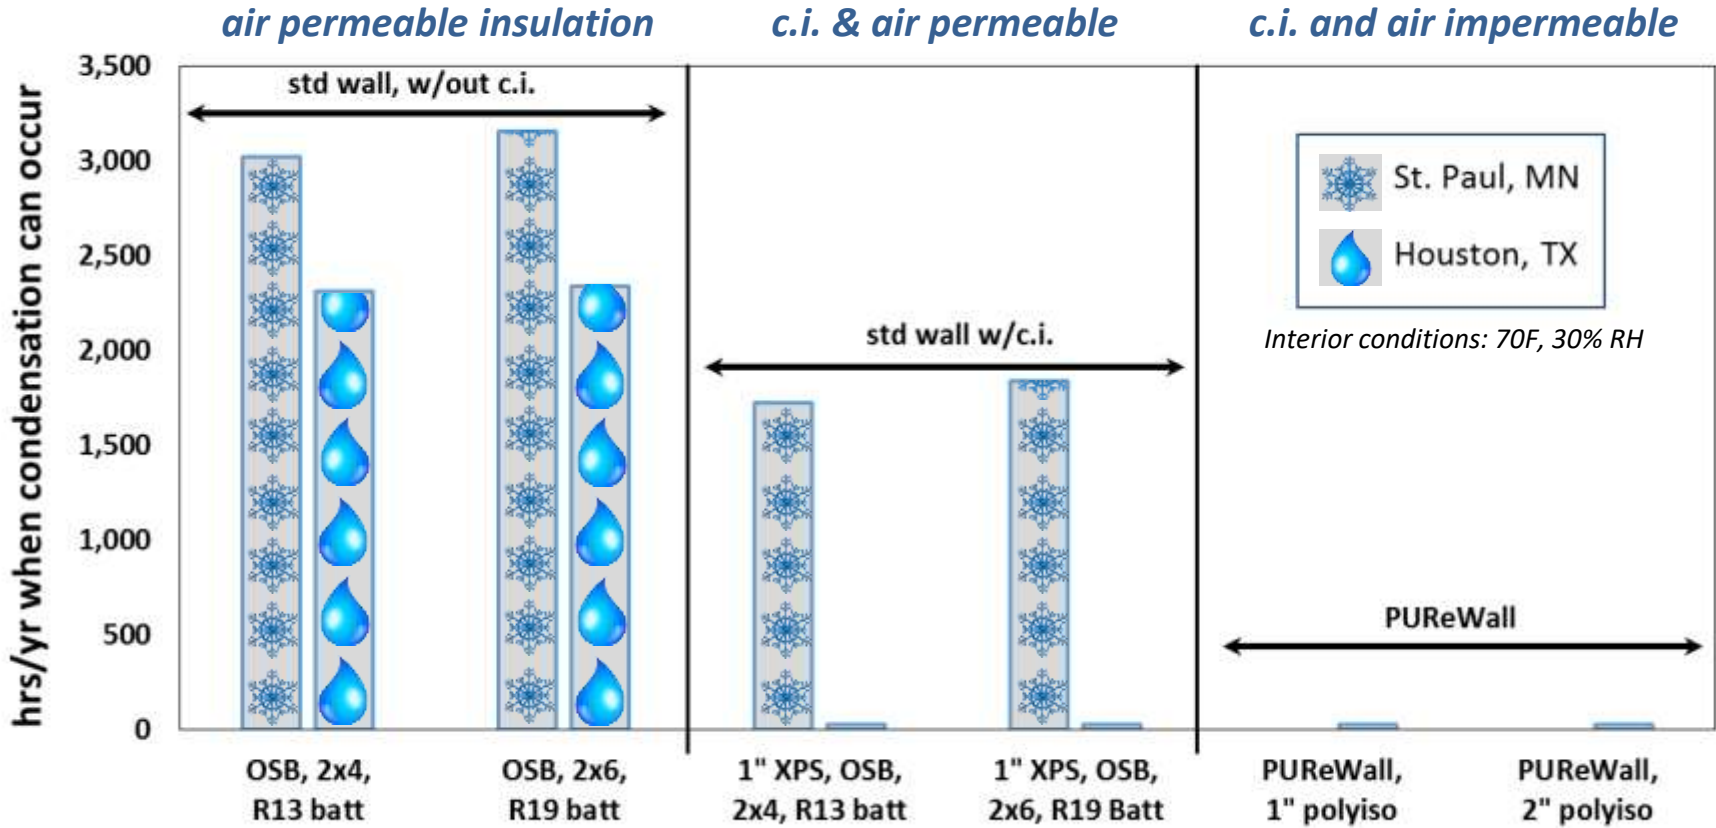 air permeable insulation
c.i. & air permeable
c.i. and air impermeable
hrs/yr when condensation can occur
3,500
3,000
2,500
2,000
1,500
1,000
500
0
std wall, w/out c.i.
std wall w/c.i.
PUReWall
St. Paul, MN
Houston, TX
Interior conditions: 70F, 30% RH
OSB, 2x4,
R13 batt
OSB, 2x6,
R19 batt
1" XPS, OSB,
2x4, R13 batt
1" XPS, OSB,
2x6, R19 Batt
PUReWall,
1" polyiso
PUReWall,
2" polyiso